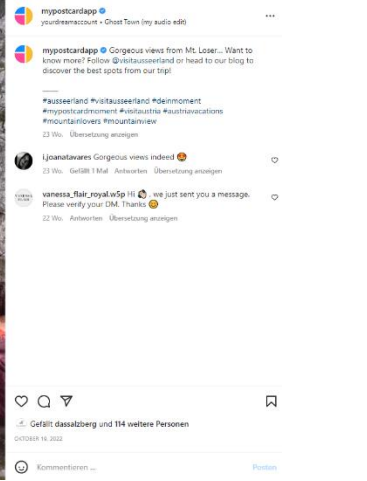 mypostcardapp
yourdreamaccount • Ghost Town (my audio edit)
mypostcardapp Gorgeous views from Mt. Loser... Want to
know more? Follow @visitausseerland or head to our blog to
discover the best spots from our trip!
____
#ausseerland #visitausseerland #deinmoment
#mypostcardmoment #visitaustria #austriavacations
#mountainlovers #mountainview
23 Wo. Übersetzung anzeigen
i.joanatavares Gorgeous views indeed 😍
23 Wo. Gefällt 1 Mal Antworten Übersetzung anzeigen
vanessa_flair_royal.w5p Hi 👩🏻, we just sent you a message.
Please verify your DM. Thanks 😊
22 Wo. Antworten Übersetzung anzeigen
Gefällt dassalzberg und 114 weitere Personen
OKTOBER 19, 2022
Kommentieren ...
Posten